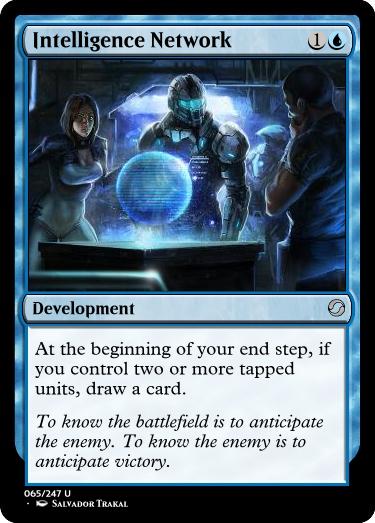 Intelligence Network 1
Development
At the beginning of your end step, if
you control two or more tapped
units, draw a card.
To know the battlefield is to anticipate
the enemy. To know the enemy is to
anticipate victory.
065/247 U
· Salvador Trakal